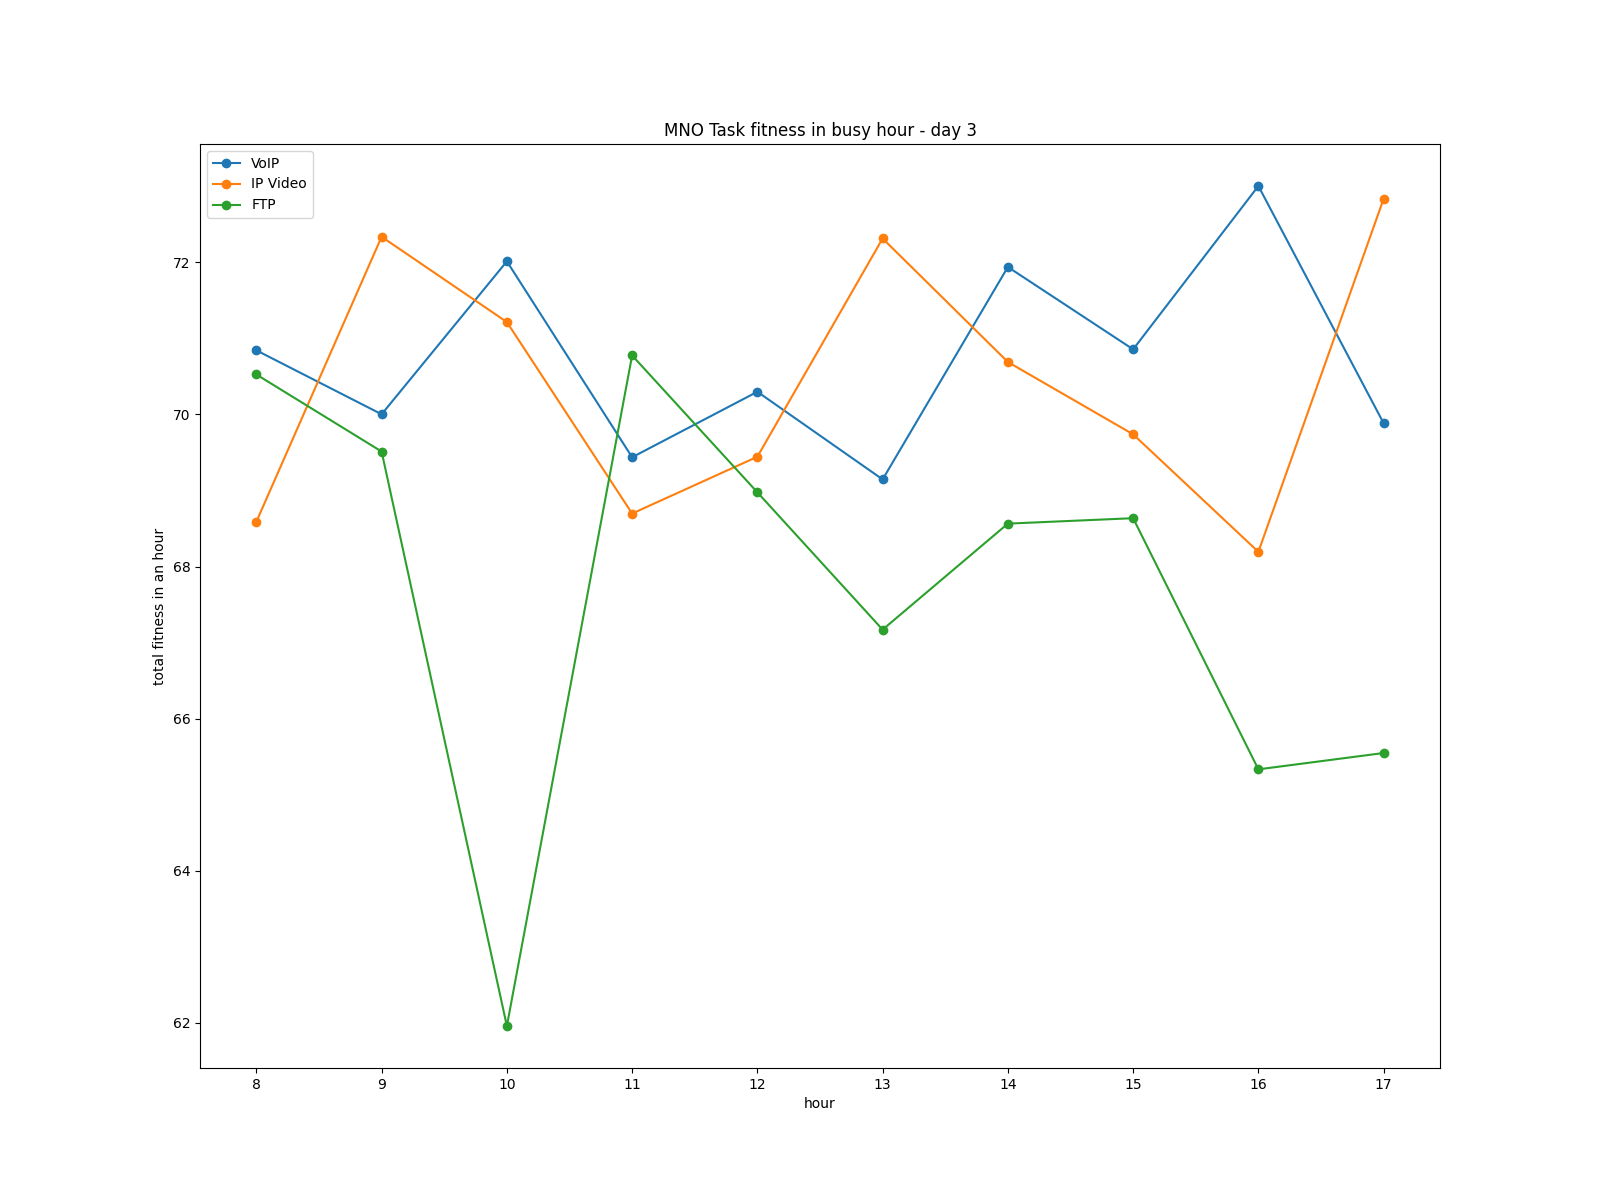 MNO Task fitness in busy hour - day 3
VoIP
IP Video
FTP
total fitness in an hour
72
70
68
66
64
62
8 9 10 11 12 13 14 15 16 17
hour